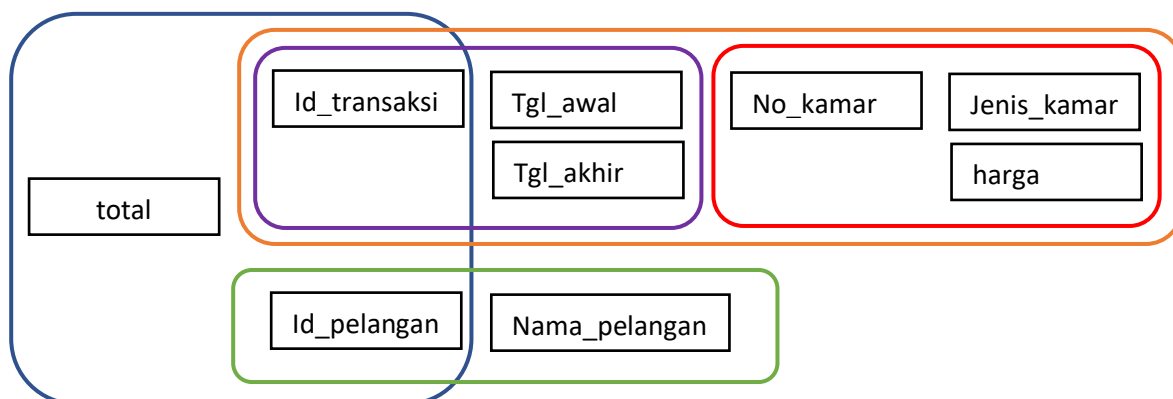 Id_transaksi
Tgl_awal
No_kamar
Jenis_kamar
Tgl_akhir
harga
total
Id_pelangan
Nama_pelangan